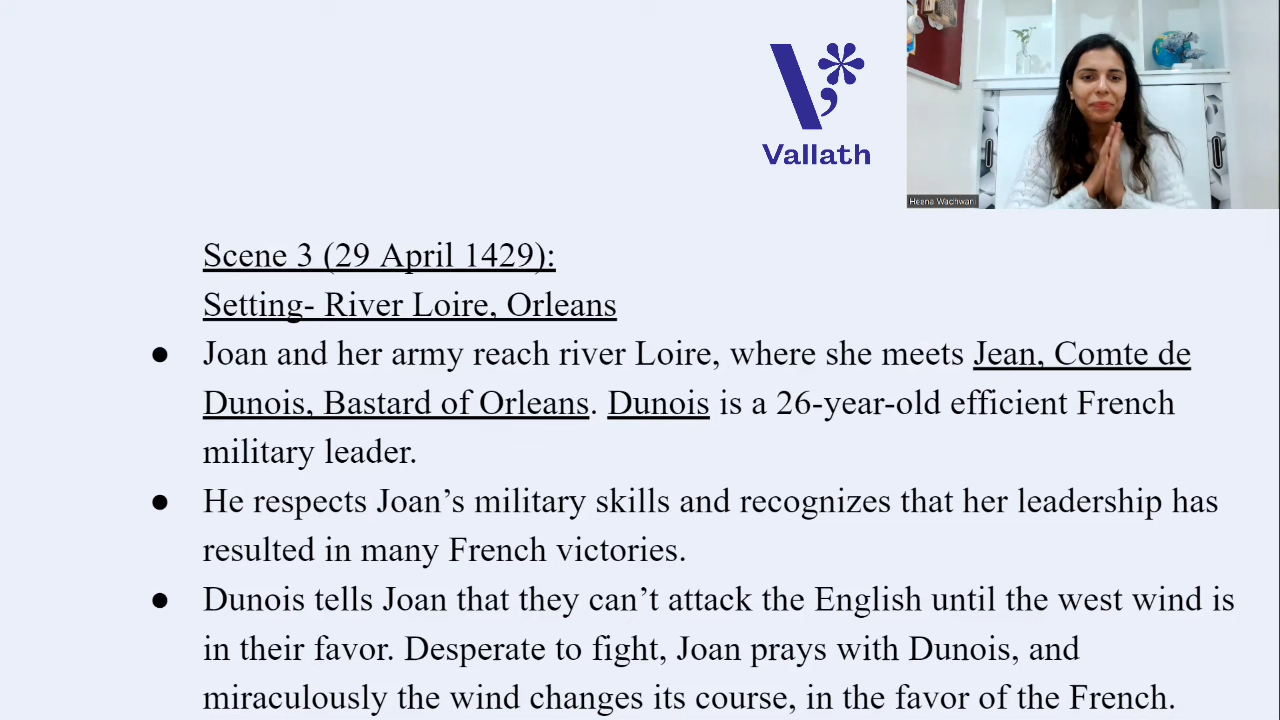 Vallath
Heena Wadhwani
Scene 3 (29 April 1429):
Setting- River Loire, Orleans
● Joan and her army reach river Loire, where she meets Jean, Comte de
Dunois, Bastard of Orleans. Dunois is a 26-year-old efficient French
military leader.
● He respects Joan’s military skills and recognizes that her leadership has
resulted in many French victories.
● Dunois tells Joan that they can’t attack the English until the west wind is
in their favor. Desperate to fight, Joan prays with Dunois, and
miraculously the wind changes its course, in the favor of the French.